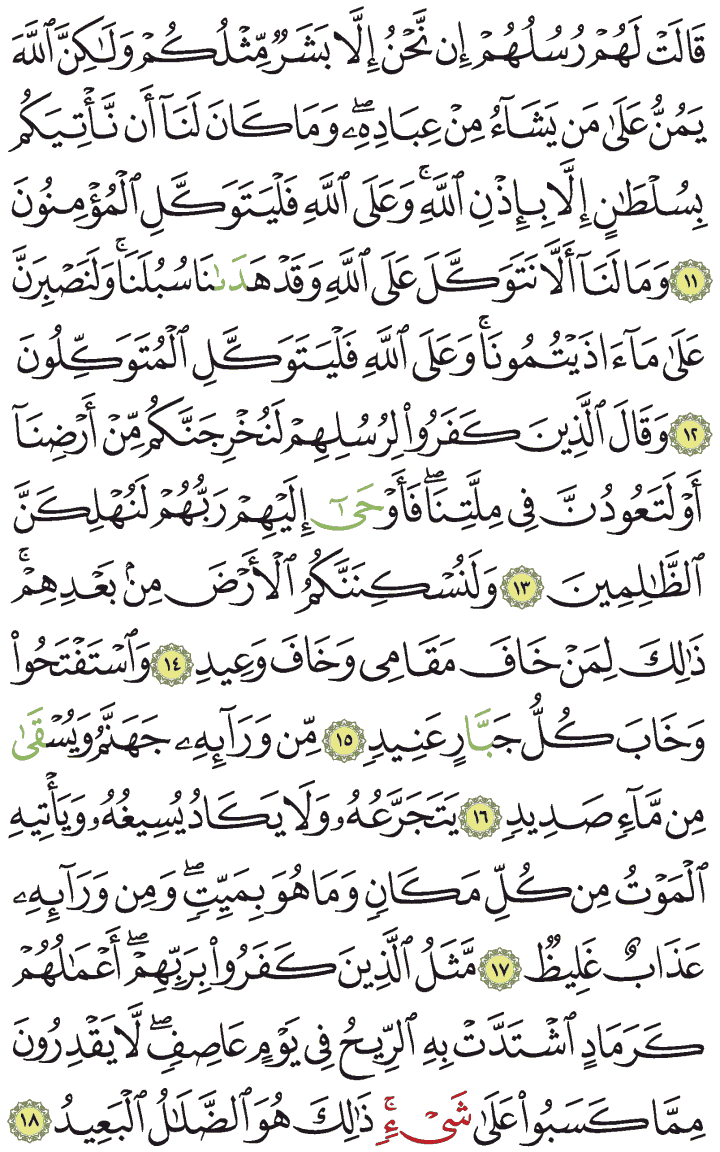 قَالَتْ لَهُمْ رُسُلُهُمْ إِن نَّحْنُ إِلَّا بَشَرٌ مِّثْلُكُمْ وَلَـٰكِنَّ ٱللَّهَ
يَمُنُّ عَلَىٰ مَن يَشَآءُ مِنْ عِبَادِهِۦۖ وَمَا كَانَ لَنَآ أَن نَّأْتِيَكُم
بِسُلْطَـٰنٍ إِلَّا بِإِذْنِ ٱللَّهِۚ وَعَلَى ٱللَّهِ فَلْيَتَوَكَّلِ ٱلْمُؤْمِنُونَ
١١ وَمَا لَنَآ أَلَّا نَتَوَكَّلَ عَلَى ٱللَّهِ وَقَدْ هَدَىٰنَا سُبُلَنَاۚ وَلَنَصْبِرَنَّ
عَلَىٰ مَآ ءَاذَيْتُمُونَاۚ وَعَلَى ٱللَّهِ فَلْيَتَوَكَّلِ ٱلْمُتَوَكِّلُونَ
١٢ وَقَالَ ٱلَّذِينَ كَفَرُوا۟ لِرُسُلِهِمْ لَنُخْرِجَنَّكُم مِّنْ أَرْضِنَآ
أَوْ لَتَعُودُنَّ فِى مِلَّتِنَاۖ فَأَوْحَىٰٓ إِلَيْهِمْ رَبُّهُمْ لَنُهْلِكَنَّ
ٱلظَّـٰلِمِينَ ١٣ وَلَنُسْكِنَنَّكُمُ ٱلْأَرْضَ مِنۢ بَعْدِهِمْۚ
ذَٰلِكَ لِمَنْ خَافَ مَقَامِى وَخَافَ وَعِيدِ ١٤ وَٱسْتَفْتَحُوا۟
وَخَابَ كُلُّ جَبَّارٍ عَنِيدٍ ١٥ مِّن وَرَآئِهِۦ جَهَنَّمُ وَيُسْقَىٰ
مِن مَّآءٍ صَدِيدٍ ١٦ يَتَجَرَّعُهُۥ وَلَا يَكَادُ يُسِيغُهُۥ وَيَأْتِيهِ
ٱلْمَوْتُ مِن كُلِّ مَكَانٍ وَمَا هُوَ بِمَيِّتٍۖ وَمِن وَرَآئِهِۦ
عَذَابٌ غَلِيظٌ ١٧ مَّثَلُ ٱلَّذِينَ كَفَرُوا۟ بِرَبِّهِمْۖ أَعْمَـٰلُهُمْ
كَرَمَادٍ ٱشْتَدَّتْ بِهِ ٱلرِّيحُ فِى يَوْمٍ عَاصِفٍۖ لَّا يَقْدِرُونَ
مِمَّا كَسَبُوا۟ عَلَىٰ شَىْءٍۚ ذَٰلِكَ هُوَ ٱلضَّلَـٰلُ ٱلْبَعِيدُ ١٨